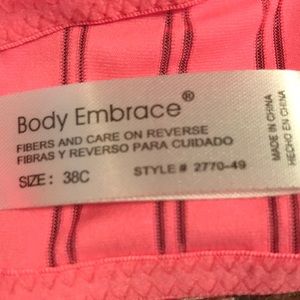 Body Embrace®
FIBERS AND CARE ON REVERSE
FIBRAS Y REVERSO PARA CUIDADO
SIZE: 38C STYLE# 2770-49
MADE IN CHINA
HECHO EN CHINA